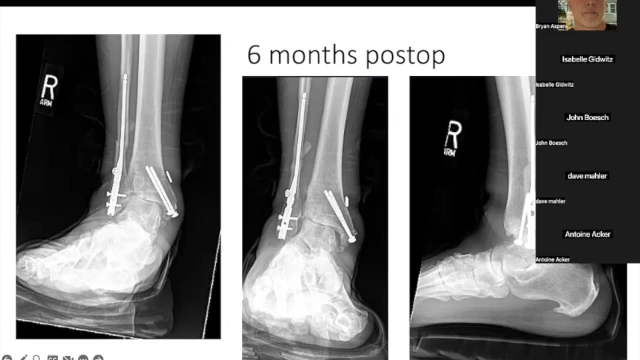 6 months postop
R
ARM
R
ARM
Bryan Aspen
Isabelle Gidwitz
Isabelle Gidwitz
John Boesch
John Boesch
dave mahler
dave mahler
Antoine Acker
Antoine Acker